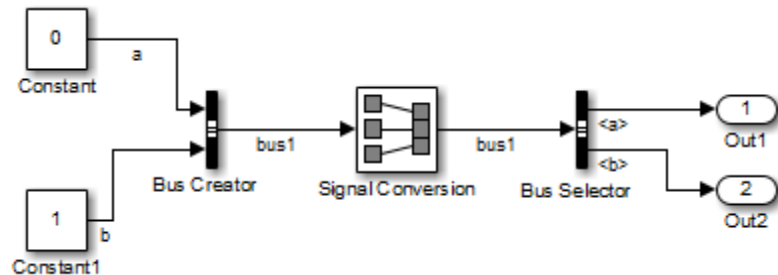 0
a
Constant
bus1
bus1
<a>
1
Out1
Bus Creator
Signal Conversion
Bus Selector
<b>
2
Out2
1
b
Constant1